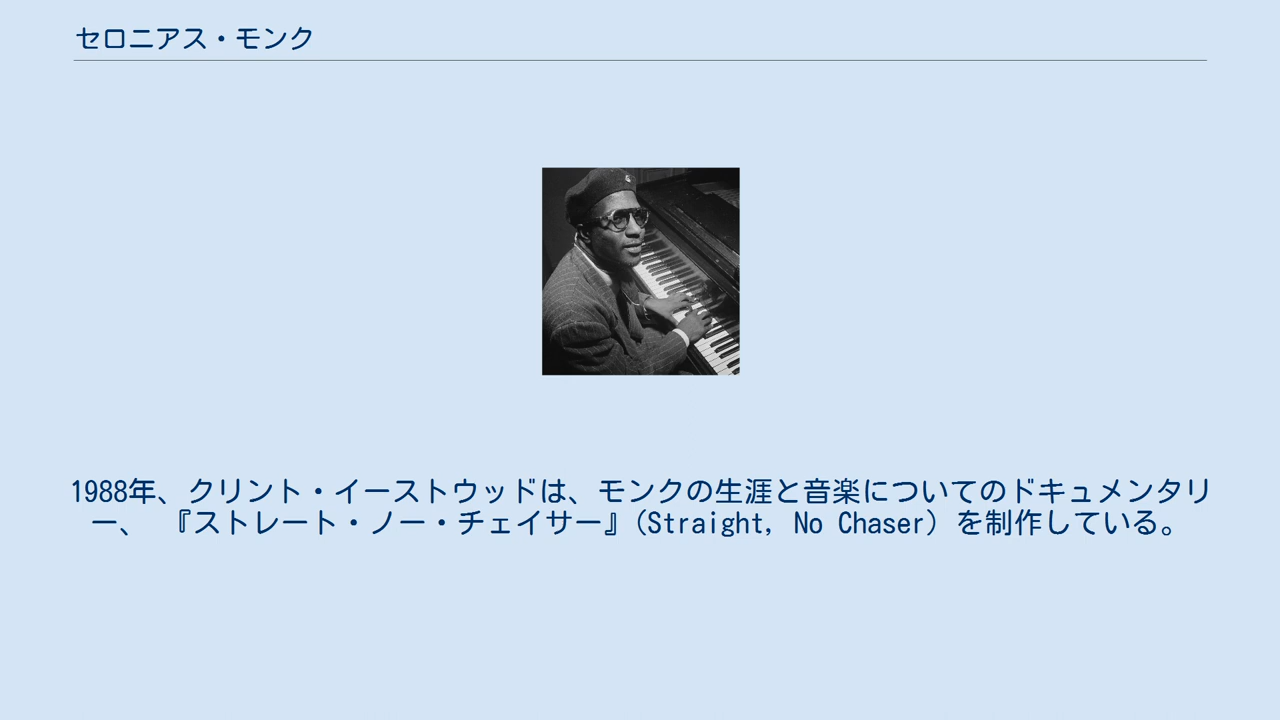 セロニアス・モンク
1988年、クリント・イーストウッドは、モンクの生涯と音楽についてのドキュメンタリ
ー、 『ストレート・ノー・チェイサー』(Straight, No Chaser) を制作している。